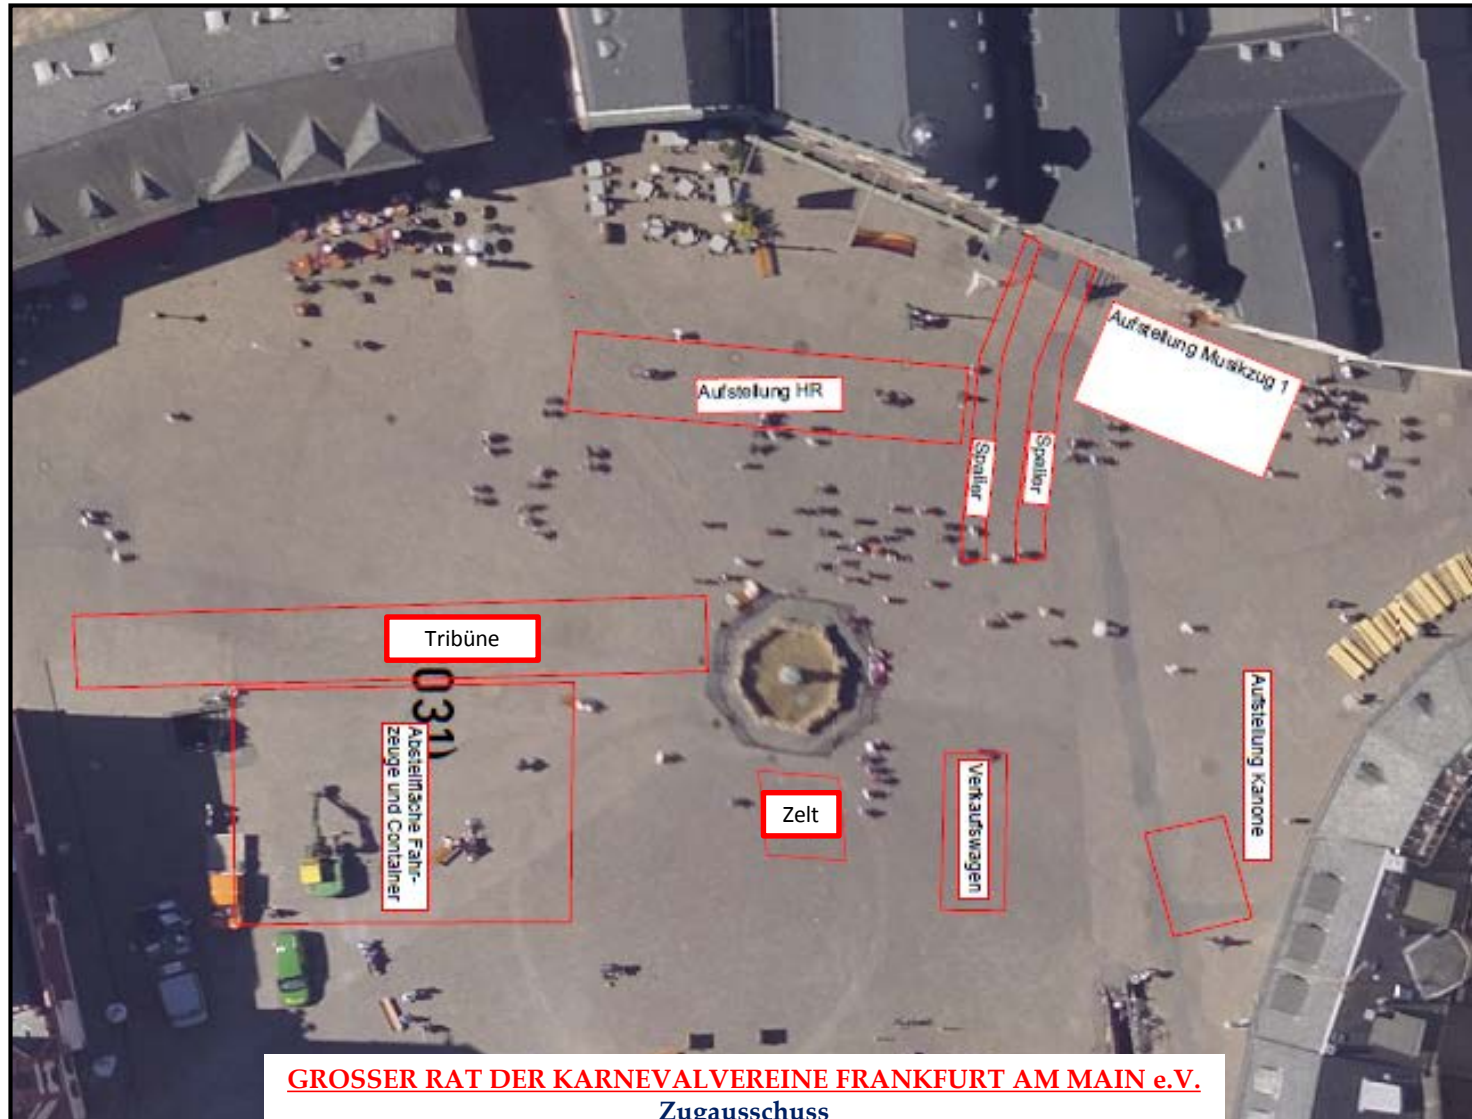 Aufstellung Musikzug 1
Aufstellung HR
Spalier
Spalier
Tribüne
031)
Abstellfläche Fahr-
zeuge und Container
Zelt
Verkaufswagen
Aufstellung Kanone
GROSSER RAT DER KARNEVALVEREINE FRANKFURT AM MAIN e.V.
Zugausschuss